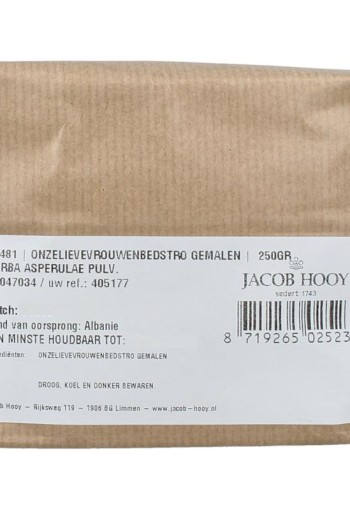 481 | ONZELIEVEVROUWENBEDSTRO GEMALEN | 250GR
RBA ASPERULAE PULV.
047034 / uw ref.: 405177
JACOB HOOY
sedert 1743
tch:
nd van oorsprong: Albanie
N MINSTE HOUDBAAR TOT:
8 719265 02523
rediënten: ONZELIEVEVROUWENBEDSTRO GEMALEN
DROOG, KOEL EN DONKER BEWAREN
ob Hooy – Rijksweg 119 – 1906 BG Limmen – www.jacob-hooy.nl